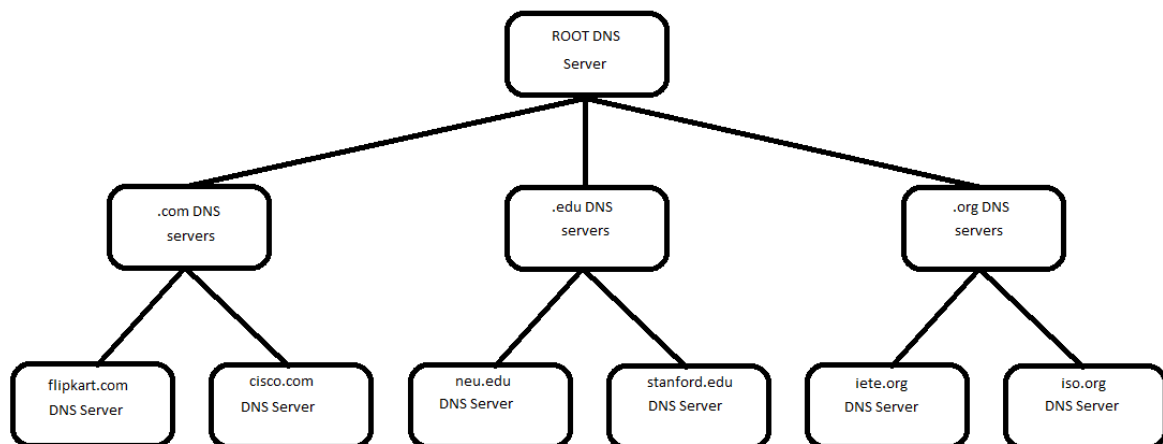 ROOT DNS
Server
.com DNS
servers
.edu DNS
servers
.org DNS
servers
flipkart.com
DNS Server
cisco.com
DNS Server
neu.edu
DNS Server
stanford.edu
DNS Server
iete.org
DNS Server
iso.org
DNS Server